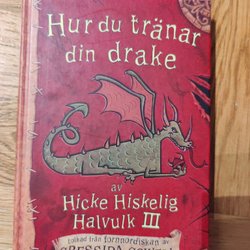 Hur du tränar
din drake
av
Hicke Hiskelig
Halvulk III
tolkad från fornnordiskan av